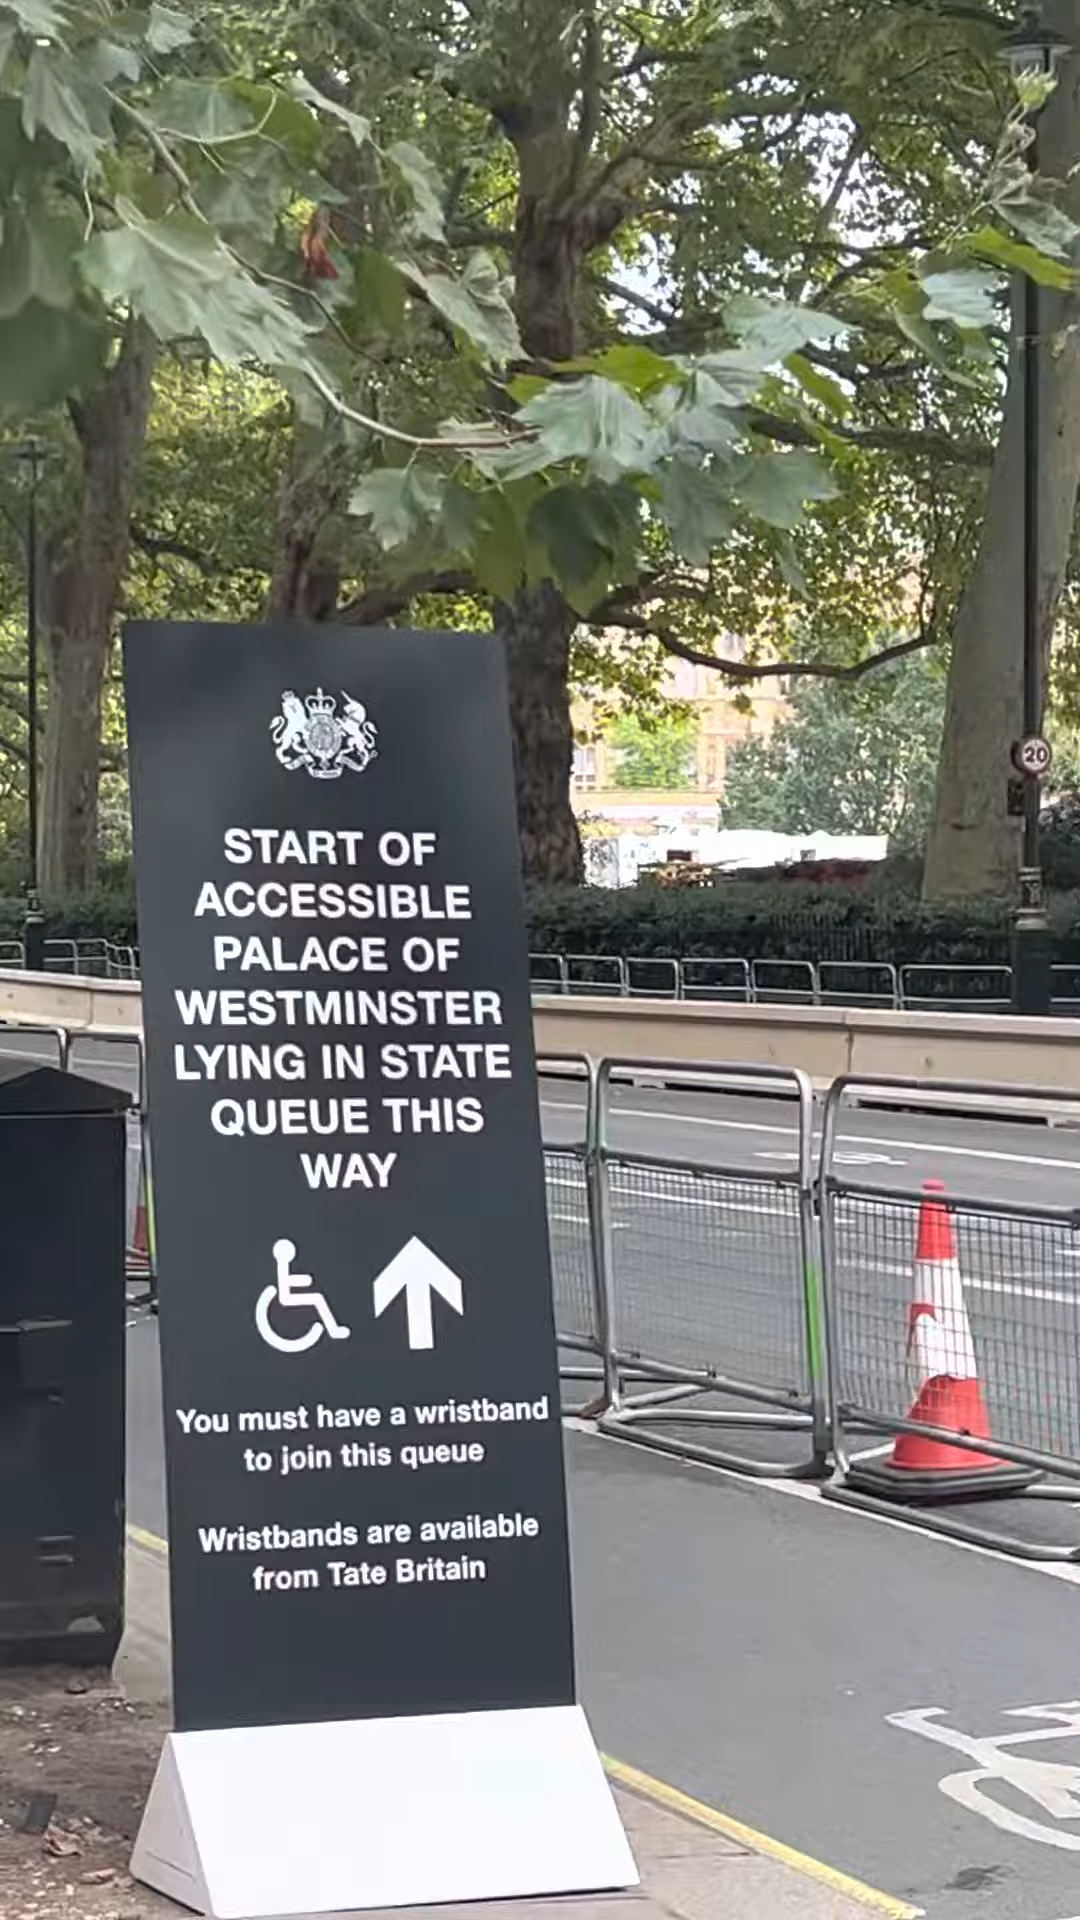 START OF
ACCESSIBLE
PALACE OF
WESTMINSTER
LYING IN STATE
QUEUE THIS
WAY
You must have a wristband
to join this queue
Wristbands are available
from Tate Britain
20